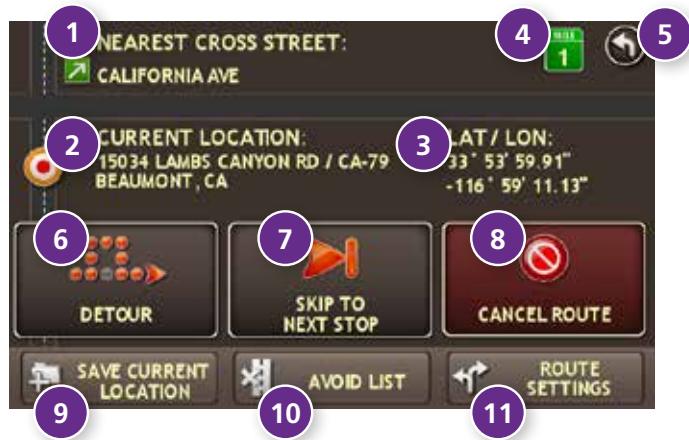 1
NEAREST CROSS STREET:
CALIFORNIA AVE
4
1
5
2
CURRENT LOCATION:
15034 LAMBS CANYON RD / CA-79
BEAUMONT, CA
3
LAT / LON:
33° 53' 59.91"
-116° 59' 11.13"
6
DETOUR
7
SKIP TO
NEXT STOP
8
CANCEL ROUTE
9
SAVE CURRENT
LOCATION
10
AVOID LIST
11
ROUTE
SETTINGS